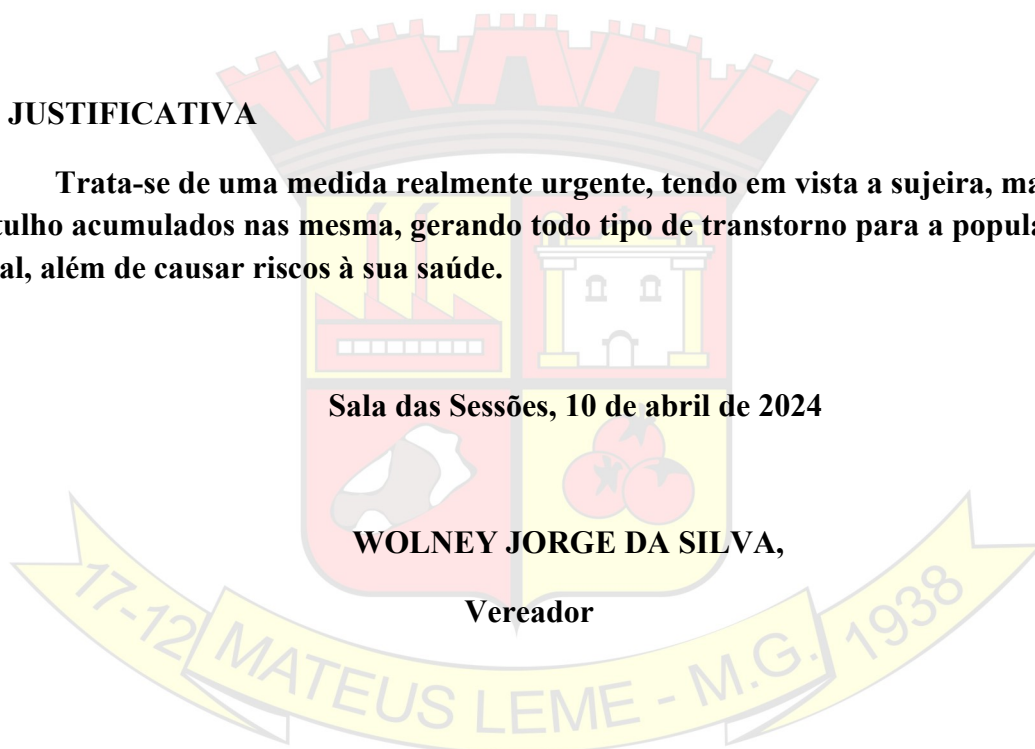 JUSTIFICATIVA
Trata-se de uma medida realmente urgente, tendo em vista a sujeira, ma
tulho acumulados nas mesma, gerando todo tipo de transtorno para a popula
al, além de causar riscos à sua saúde.
Sala das Sessões, 10 de abril de 2024
WOLNEY JORGE DA SILVA,
Vereador
17-12 MATEUS LEME - M.G. 1938